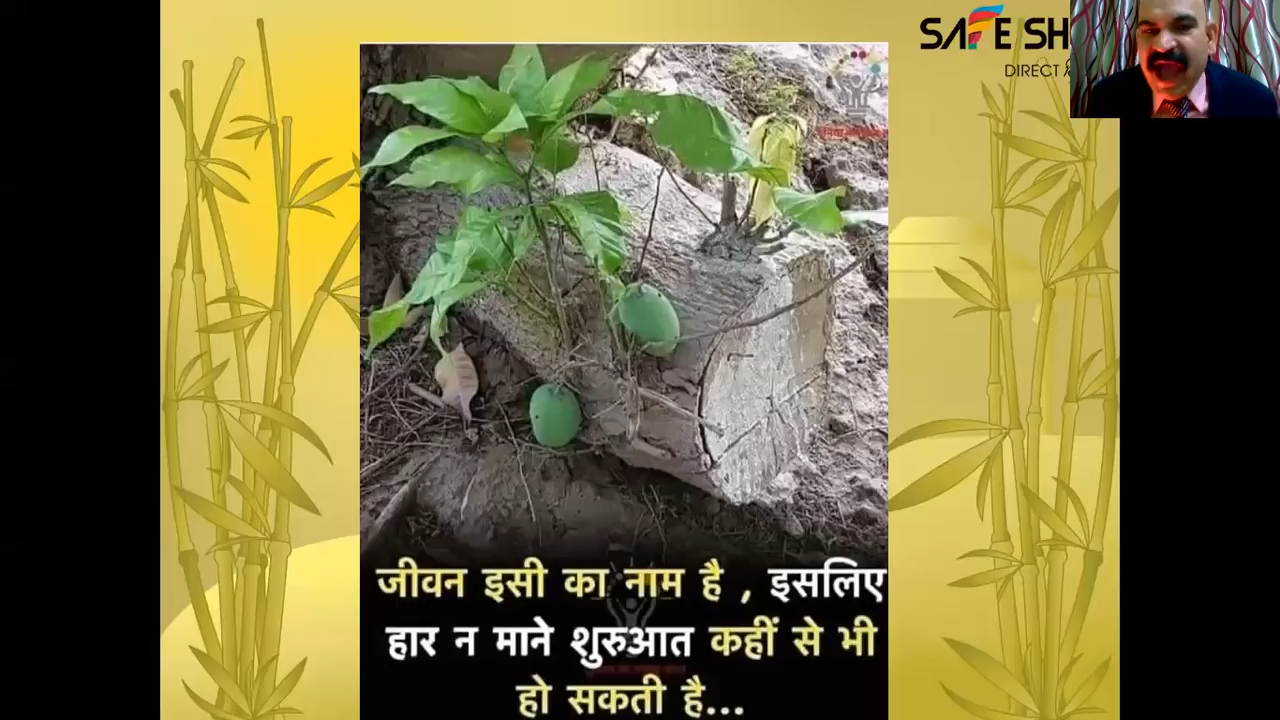 SAFE SH
DIRECT
जीवन इसी का नाम है , इसलिए
हार न माने शुरुआत कहीं से भी
हो सकती है...